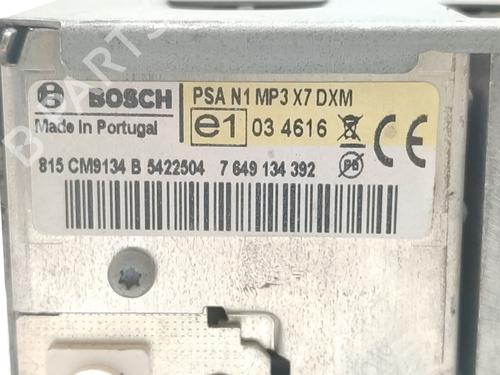 BOSCH
PSA N1 MP3 X7 DXM
Made in Portugal
e1 03 4616
CE
815 CM9134 B 5422504 7 649 134 392
PB